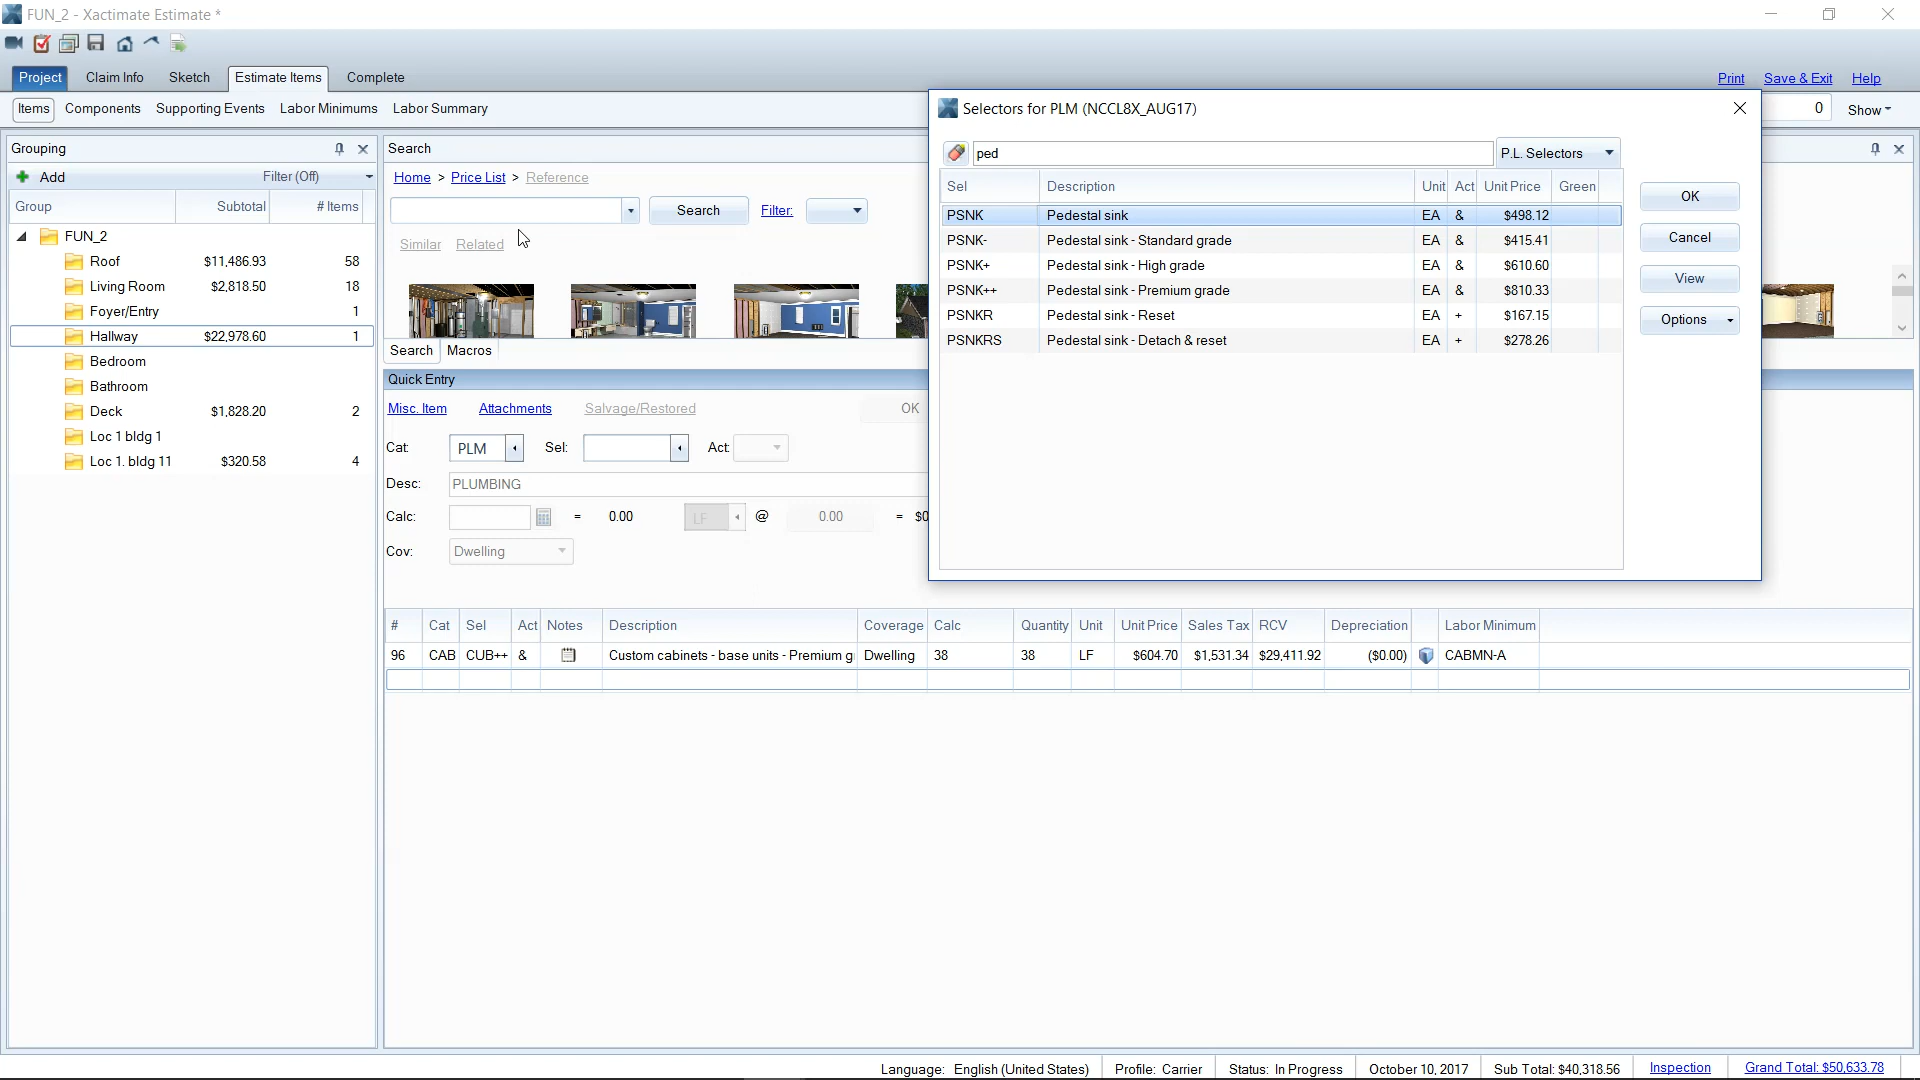 FUN_2 - Xactimate Estimate *
Project Claim Info Sketch Estimate Items Complete
Print Save & Exit Help
Items Components Supporting Events Labor Minimums Labor Summary
0 Show
Grouping
Add Filter (Off)
Group Subtotal # Items
FUN_2
Roof $11,486.93 58
Living Room $2,818.50 18
Foyer/Entry 1
Hallway $22,978.60 1
Bedroom
Bathroom
Deck $1,828.20 2
Loc 1 bldg 1
Loc 1. bldg 11 $320.58 4
Search
Home > Price List > Reference
Search Filter:
Similar Related
Search Macros
Quick Entry
Misc. Item Attachments Salvage/Restored OK
Cat: PLM Sel: Act:
Desc: PLUMBING
Calc: = 0.00 LF @ 0.00 = $0
Cov: Dwelling
Selectors for PLM (NCCL8X_AUG17)
ped P.L. Selectors
Sel Description Unit Act Unit Price Green
PSNK Pedestal sink EA & $498.12
PSNK- Pedestal sink - Standard grade EA & $415.41
PSNK+ Pedestal sink - High grade EA & $610.60
PSNK++ Pedestal sink - Premium grade EA & $810.33
PSNKR Pedestal sink - Reset EA + $167.15
PSNKRS Pedestal sink - Detach & reset EA + $278.26
OK
Cancel
View
Options
# Cat Sel Act Notes Description Coverage Calc Quantity Unit Unit Price Sales Tax RCV Depreciation Labor Minimum
96 CAB CUB++ & Custom cabinets - base units - Premium g Dwelling 38 38 LF $604.70 $1,531.34 $29,411.92 ($0.00) CABMN-A
Language: English (United States) Profile: Carrier Status: In Progress October 10, 2017 Sub Total: $40,318.56 Inspection Grand Total: $50,633.78